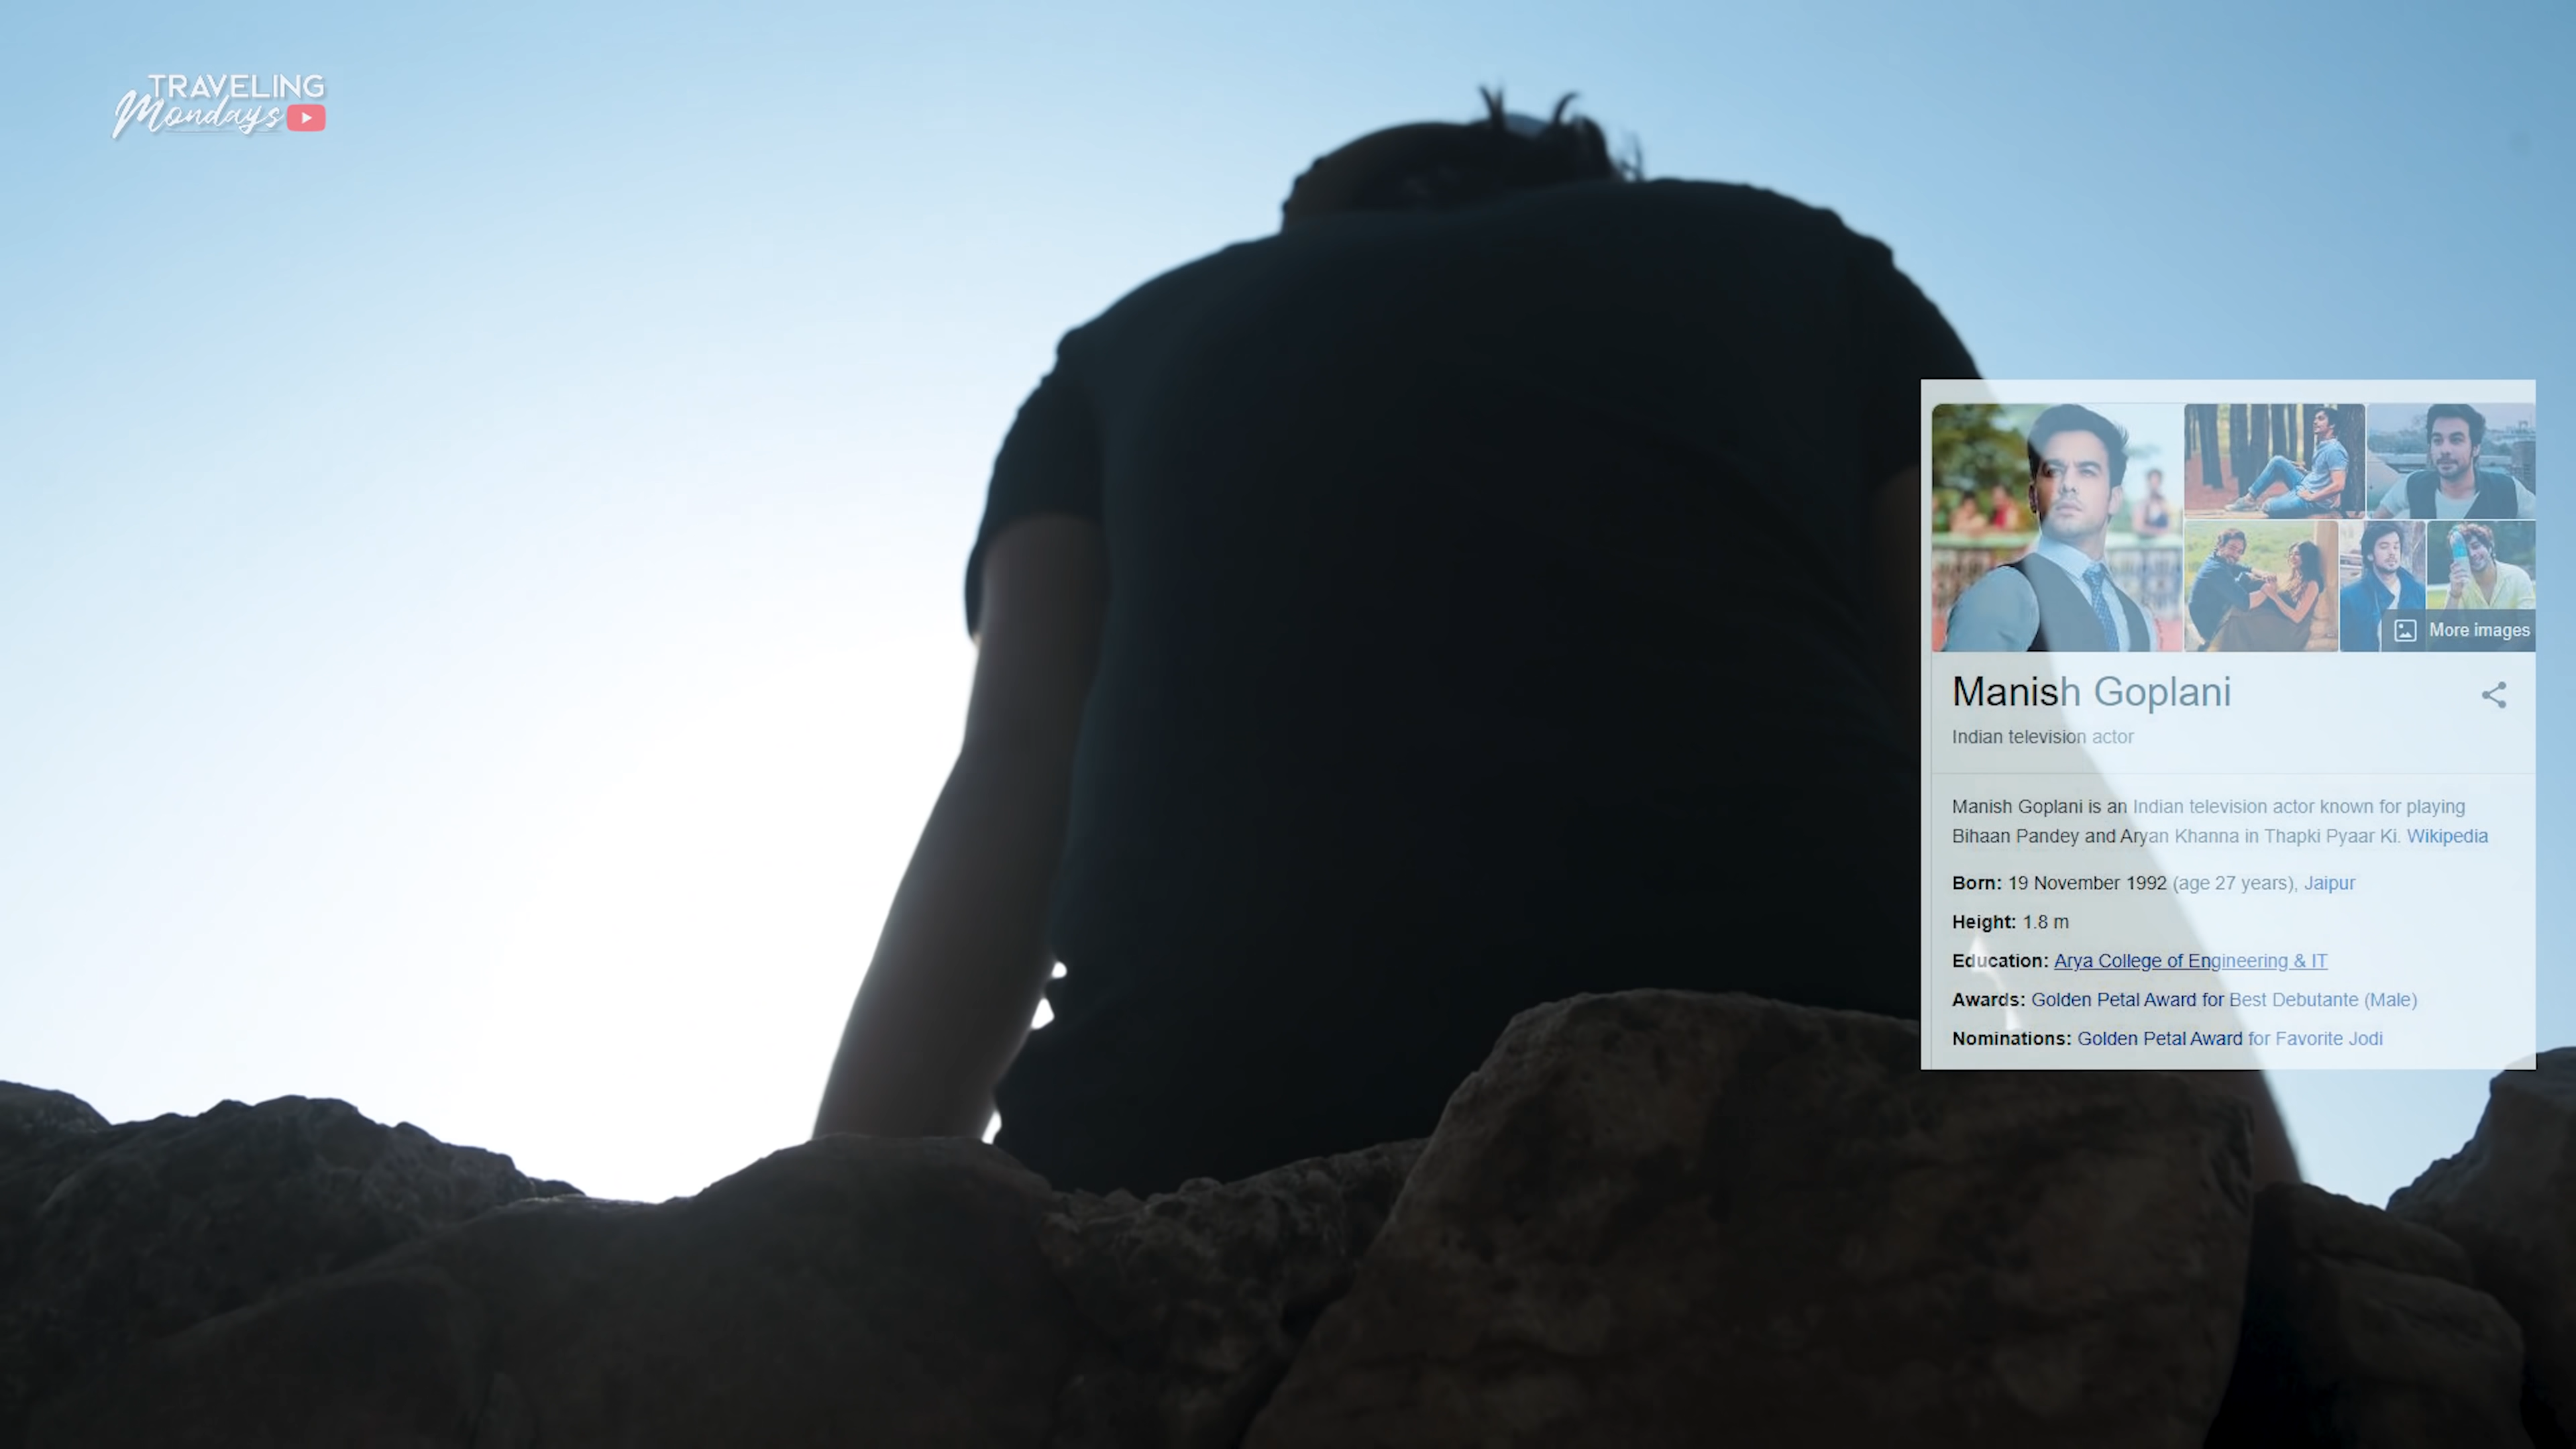 TRAVELING
Mondays
More images
Manish Goplani
Indian television actor
Manish Goplani is an Indian television actor known for playing
Bihaan Pandey and Aryan Khanna in Thapki Pyaar Ki. Wikipedia
Born: 19 November 1992 (age 27 years), Jaipur
Height: 1.8 m
Education: Arya College of Engineering & IT
Awards: Golden Petal Award for Best Debutante (Male)
Nominations: Golden Petal Award for Favorite Jodi